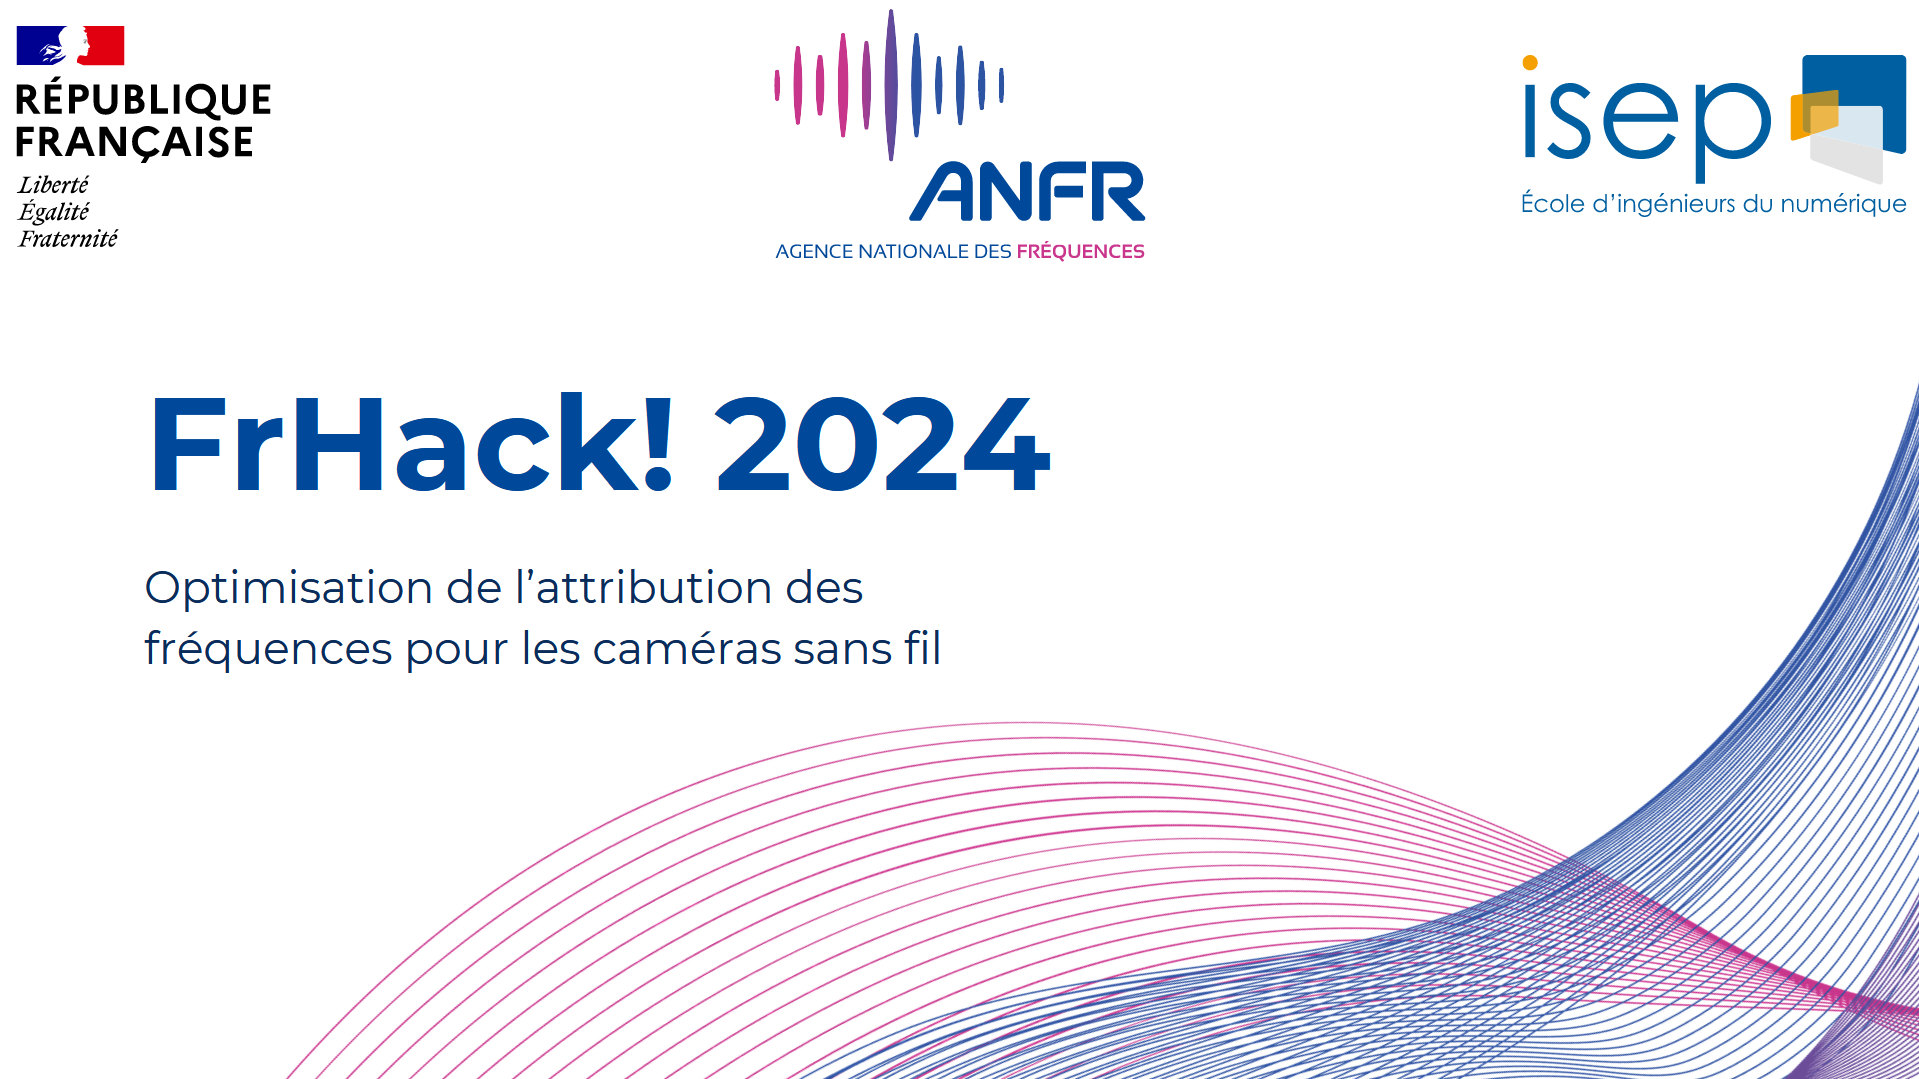 RÉPUBLIQUE
FRANÇAISE
Liberté
Égalité
Fraternité
ANFR
AGENCE NATIONALE DES FRÉQUENCES
isep
École d’ingénieurs du numérique
FrHack! 2024
Optimisation de l’attribution des
fréquences pour les caméras sans fil